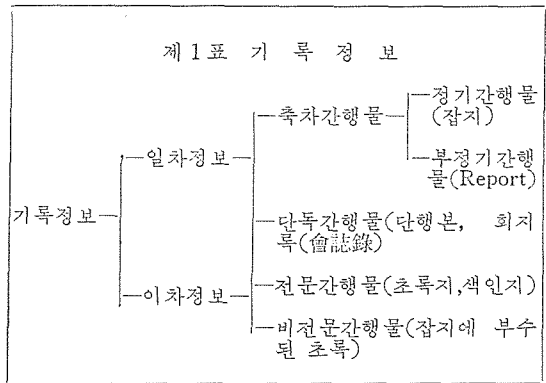 제 1 표 기 록 정 보
정기간행물
(잡지)
축차간행물
부정기간행
물(Report)
일차정보
기록정보
단독간행물(단행본, 회지
록(會誌錄)
이차정보
전문간행물(초록지,색인지)
비전문간행물(잡지에 부수
된 초록)